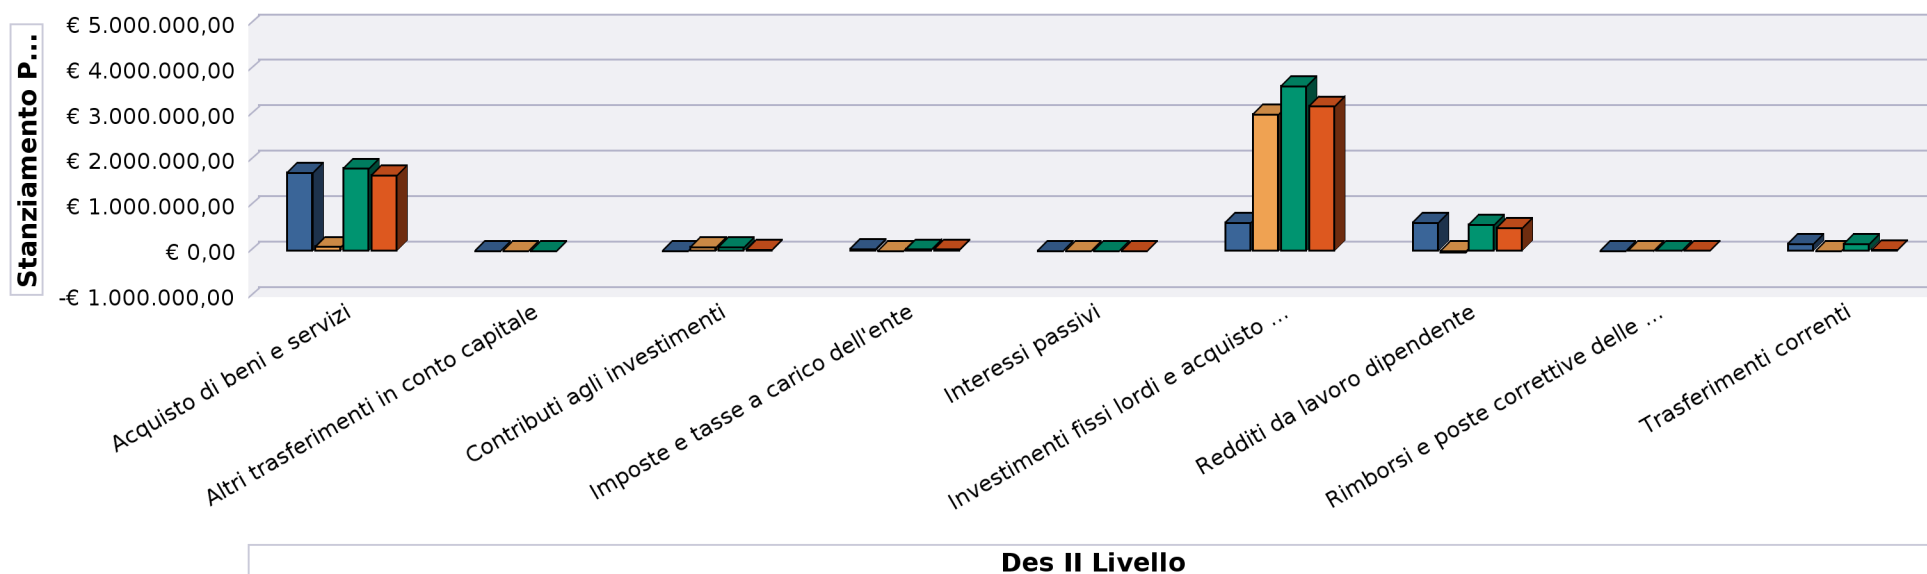 Stanziamento P...
€ 5.000.000,00
€ 4.000.000,00
€ 3.000.000,00
€ 2.000.000,00
€ 1.000.000,00
€ 0,00
-€ 1.000.000,00
Acquisto di beni e servizi
Altri trasferimenti in conto capitale
Contributi agli investimenti
Imposte e tasse a carico dell'ente
Interessi passivi
Investimenti fissi lordi e acquisto ...
Redditi da lavoro dipendente
Rimborsi e poste correttive delle ...
Trasferimenti correnti
Des II Livello